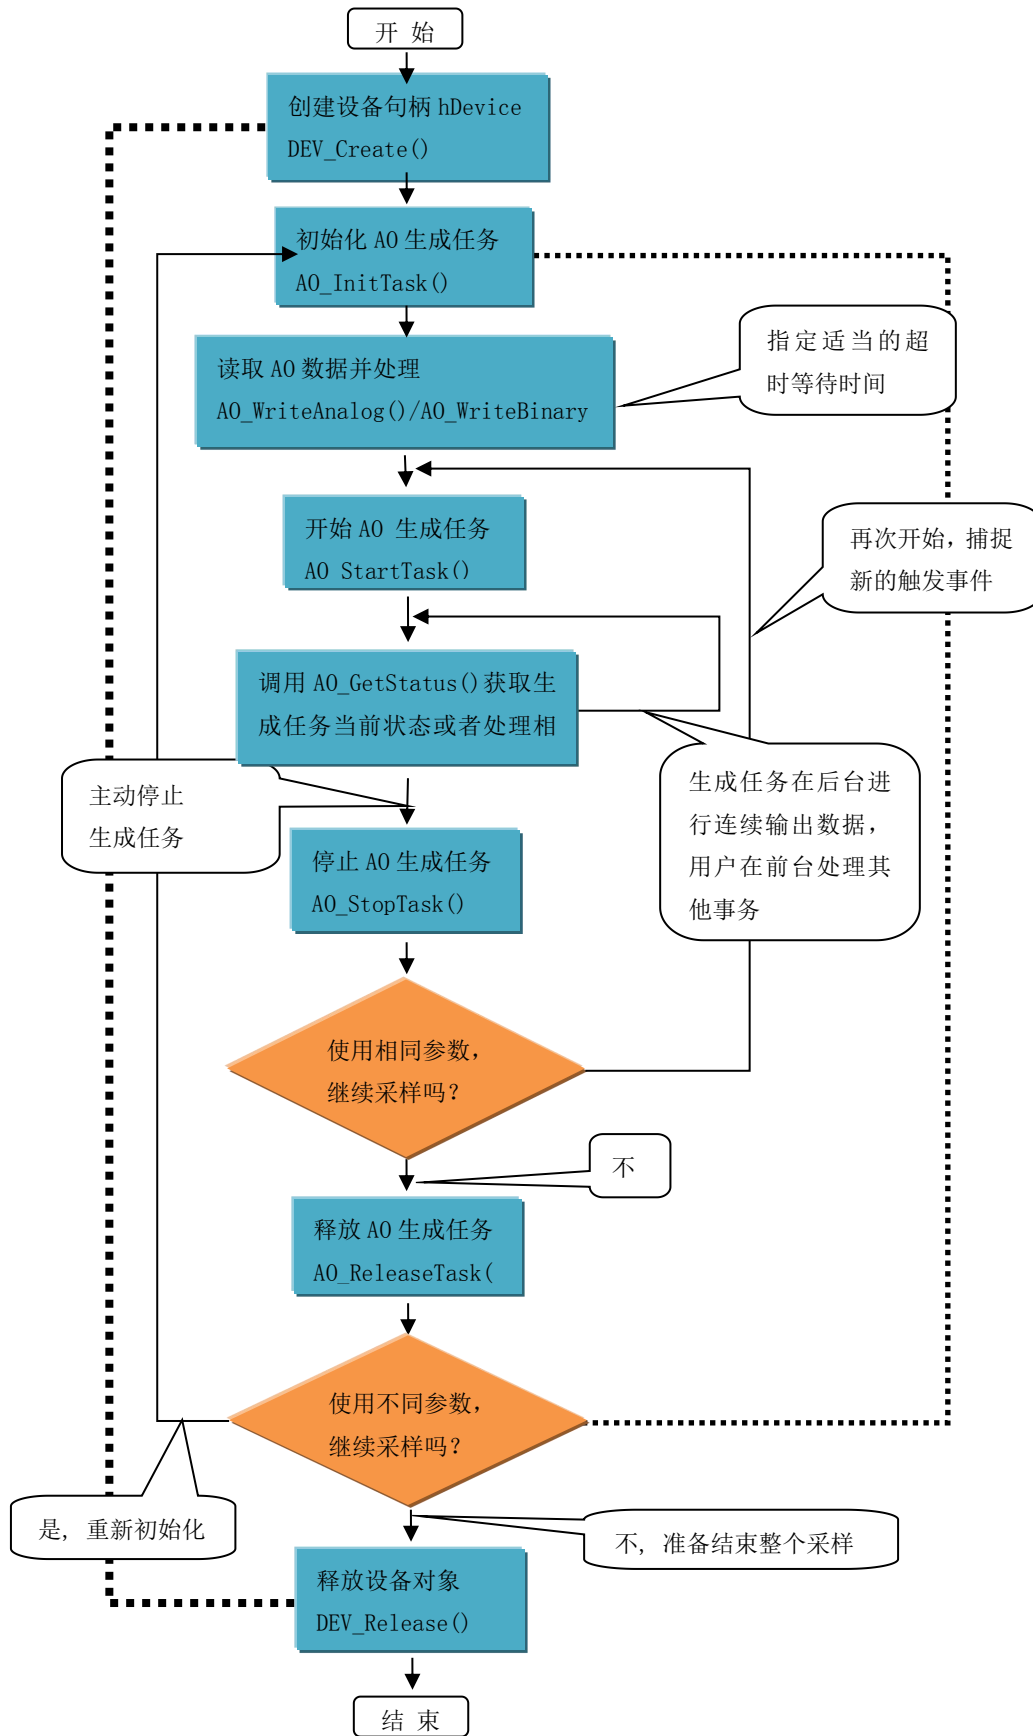 开 始
创建设备句柄 hDevice
DEV_Create()
初始化 AO 生成任务
AO_InitTask()
指定适当的超
时等待时间
读取 AO 数据并处理
AO_WriteAnalog()/AO_WriteBinary
开始 AO 生成任务
AO StartTask()
再次开始，捕捉
新的触发事件
调用 AO_GetStatus()获取生
成任务当前状态或者处理相
主动停止
生成任务
生成任务在后台进
行连续输出数据，
用户在前台处理其
他事务
停止 AO 生成任务
AO_StopTask()
使用相同参数，
继续采样吗？
不
释放 AO 生成任务
AO_ReleaseTask(
使用不同参数，
继续采样吗？
是，重新初始化
不，准备结束整个采样
释放设备对象
DEV_Release()
结 束